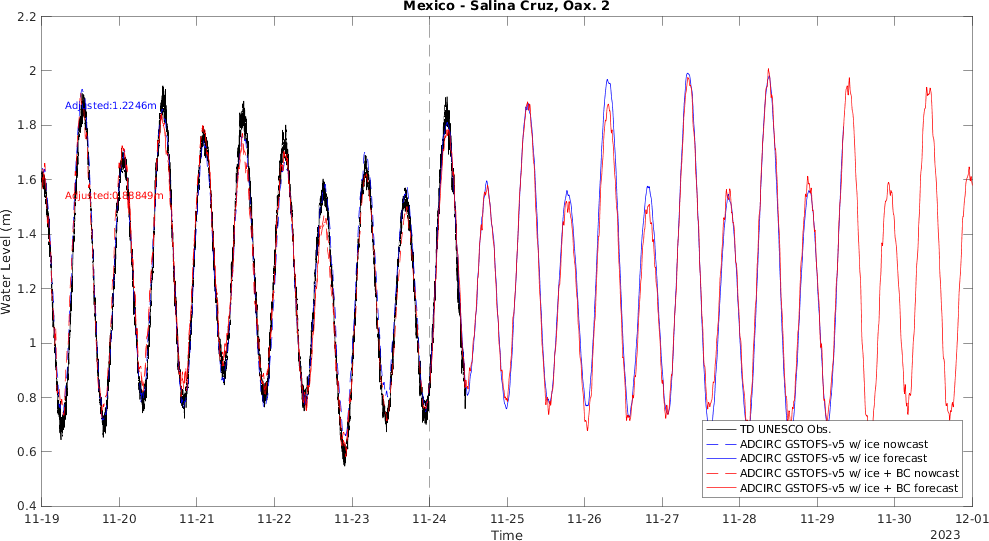 Mexico - Salina Cruz, Oax. 2
2.2
2
1.8
1.6
1.4
1.2
1
0.8
0.6
0.4
Water Level (m)
Adjusted:1.2246m
Adjusted:0.83849m
TD UNESCO Obs.
ADCIRC GSTOFS-v5 w/ ice nowcast
ADCIRC GSTOFS-v5 w/ ice forecast
ADCIRC GSTOFS-v5 w/ ice + BC nowcast
ADCIRC GSTOFS-v5 w/ ice + BC forecast
11-19 11-20 11-21 11-22 11-23 11-24 11-25 11-26 11-27 11-28 11-29 11-30 12-01
Time
2023